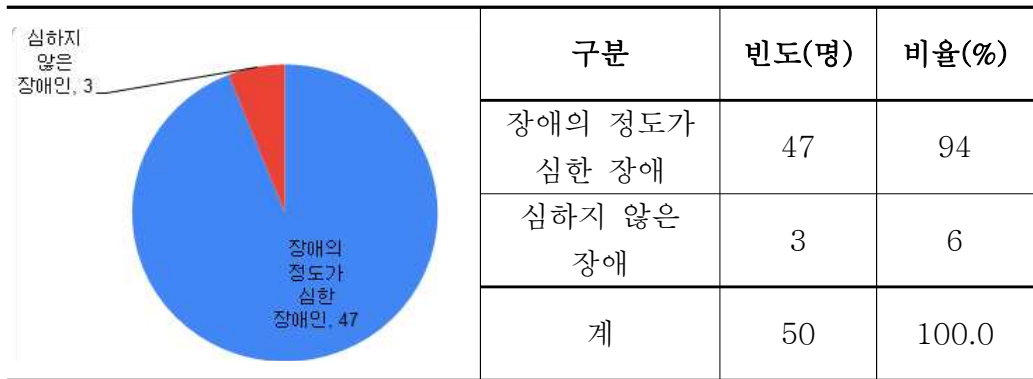 심하지
않은
장애인, 3
장애의
정도가
심한
장애인, 47
구분 빈도(명) 비율(%)
장애의 정도가
심한 장애
47 94
심하지 않은
장애
3 6
계 50 100.0